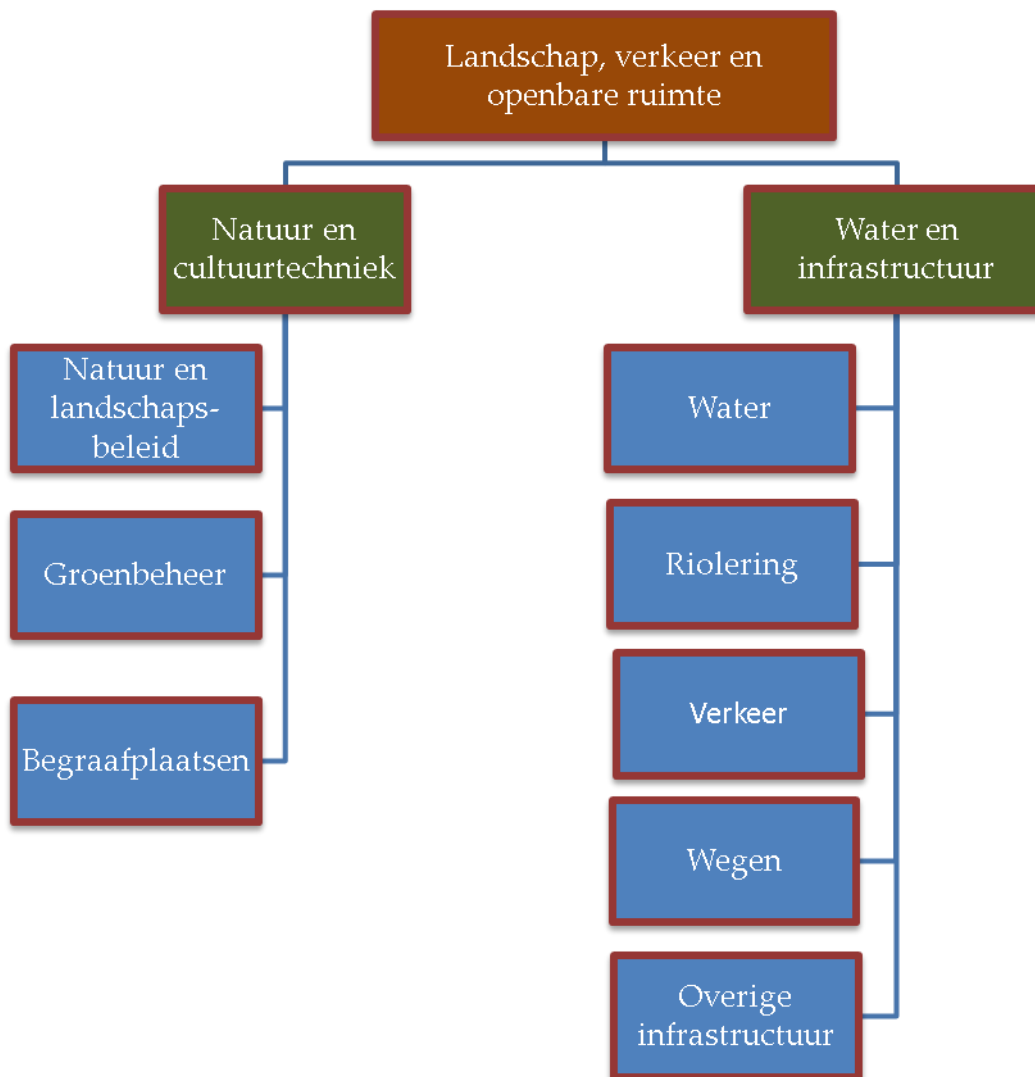 Landschap, verkeer en
openbare ruimte
Natuur en
cultuurtechniek
Natuur en
landschaps-
beleid
Groenbeheer
Begraafplaatsen
Water en
infrastructuur
Water
Riolering
Verkeer
Wegen
Overige
infrastructuur